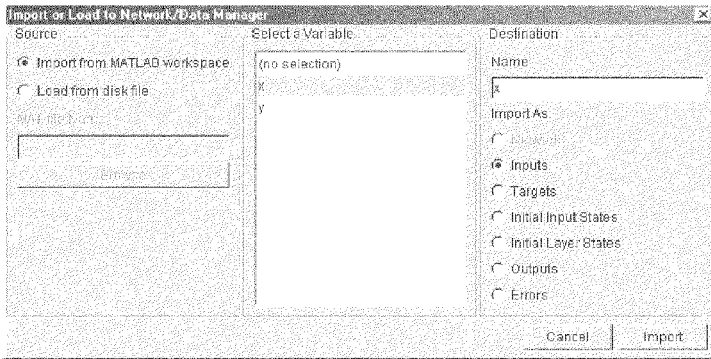 Import or Load to Network/Data Manager
Source
Import from MATLAB workspace
Load from disk file
Select a Variable
(no selection)
x
y
Destination
Name
x
Import As
Network
Inputs
Targets
Initial Input States
Initial Layer States
Outputs
Errors
Cancel
Import